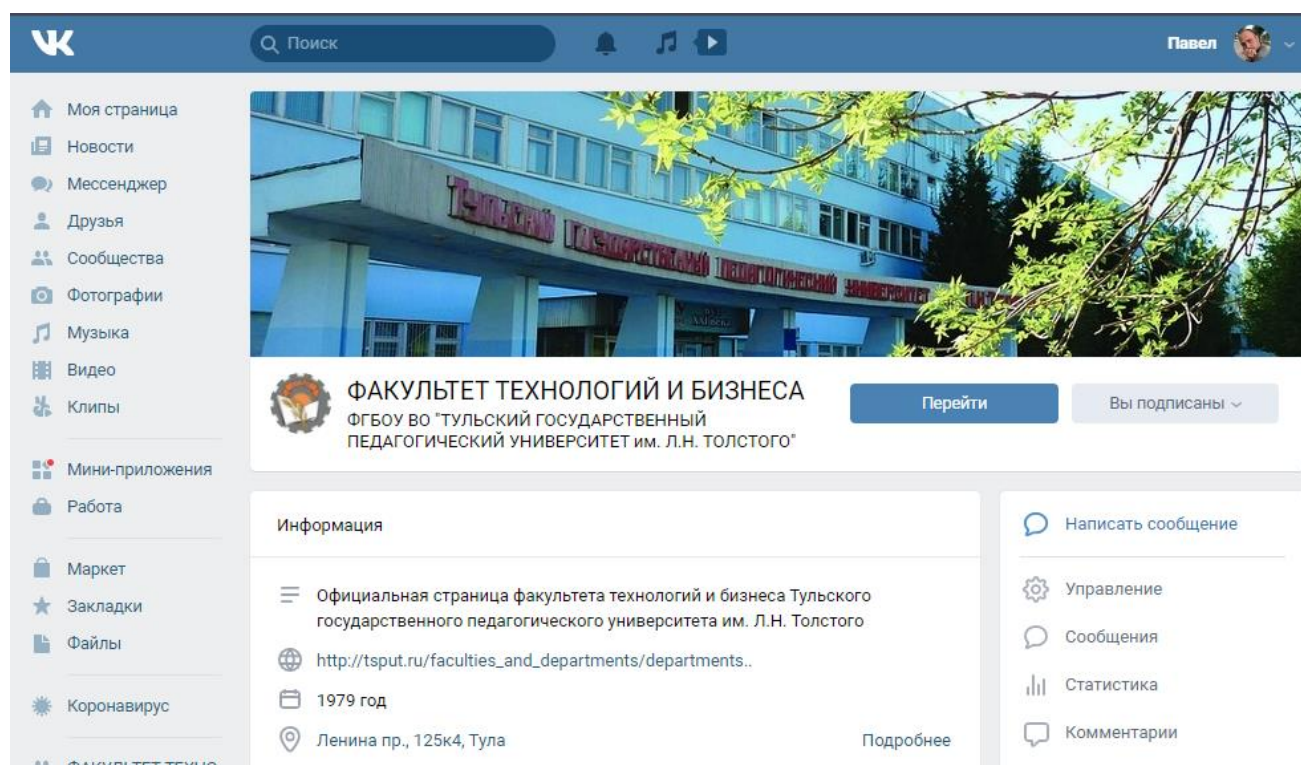 Поиск
Павел
Моя страница
Новости
Мессенджер
Друзья
Сообщества
Фотографии
Музыка
Видео
Клипы
Мини-приложения
Работа
Маркет
Закладки
Файлы
Коронавирус
ФАКУЛЬТЕТ ТЕХНО
ТУЛЬСКИЙ ГОСУДАРСТВЕННЫЙ ПЕДАГОГИЧЕСКИЙ УНИВЕРСИТЕТ
ФАКУЛЬТЕТ ТЕХНОЛОГИЙ И БИЗНЕСА
ФГБОУ ВО "ТУЛЬСКИЙ ГОСУДАРСТВЕННЫЙ
ПЕДАГОГИЧЕСКИЙ УНИВЕРСИТЕТ им. Л.Н. ТОЛСТОГО"
Перейти
Вы подписаны
Информация
Официальная страница факультета технологий и бизнеса Тульского
государственного педагогического университета им. Л.Н. Толстого
http://tsput.ru/faculties_and_departments/departments..
1979 год
Ленина пр., 125к4, Тула
Подробнее
Написать сообщение
Управление
Сообщения
Статистика
Комментарии